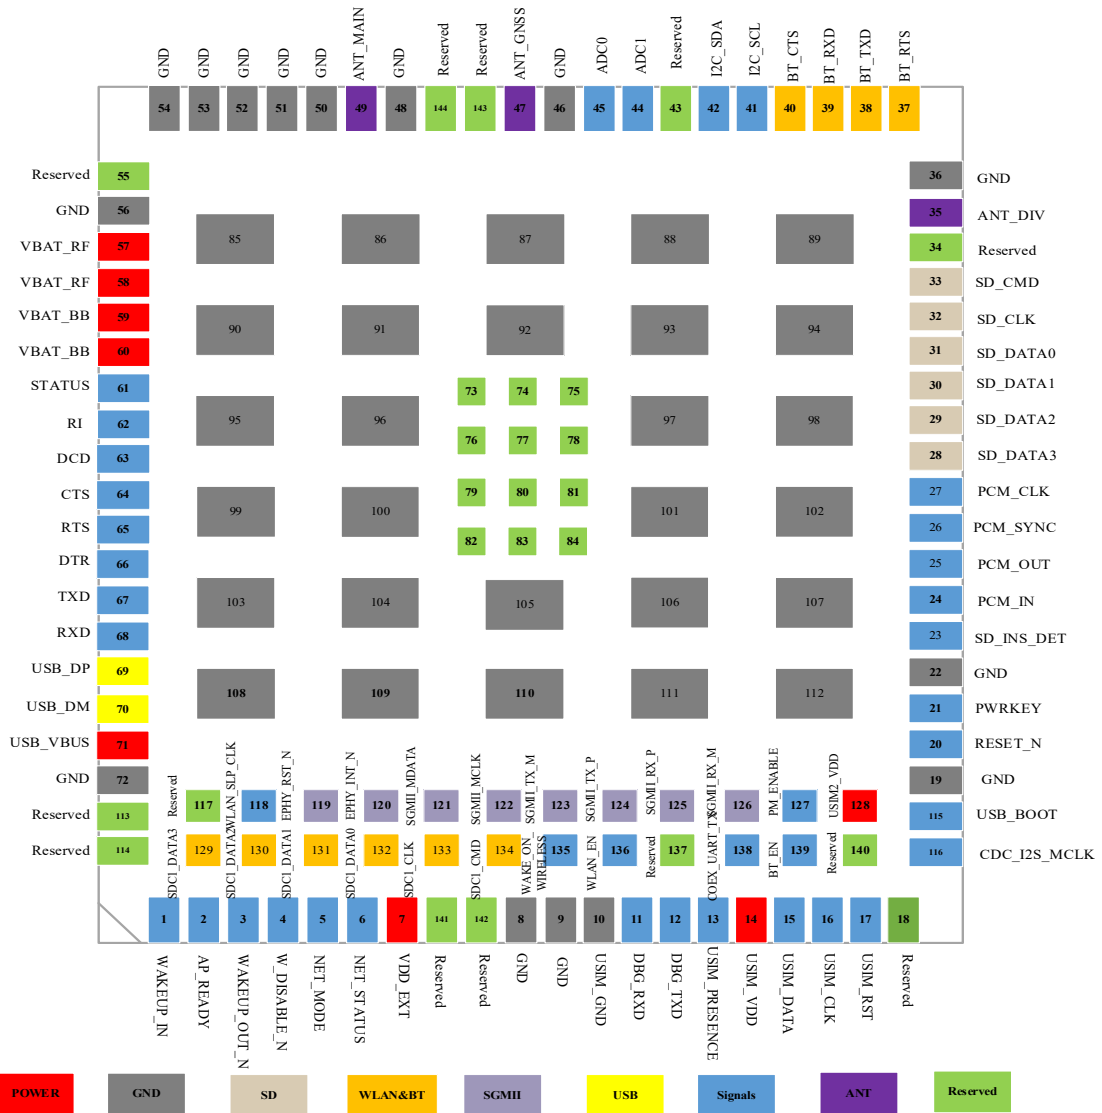 GND
GND
GND
GND
GND
ANT_MAIN
GND
Reserved
Reserved
ANT_GNSS
GND
ADC0
ADC1
Reserved
I2C_SDA
I2C_SCL
BT_CTS
BT_RXD
BT_TXD
BT_RTS
54 53 52 51 50 49 48 144 143 47 46 45 44 43 42 41 40 39 38 37
Reserved 55
GND 56
VBAT_RF 57
VBAT_RF 58
VBAT_BB 59
VBAT_BB 60
STATUS 61
RI 62
DCD 63
CTS 64
RTS 65
DTR 66
TXD 67
RXD 68
USB_DP 69
USB_DM 70
USB_VBUS 71
GND 72
Reserved 113
Reserved 114
85 86 87 88 89
90 91 92 93 94
73 74 75
95 96 97 98
76 77 78
79 80 81
99 100 101 102
82 83 84
103 104 105 106 107
108 109 110 111 112
36 GND
35 ANT_DIV
34 Reserved
33 SD_CMD
32 SD_CLK
31 SD_DATA0
30 SD_DATA1
29 SD_DATA2
28 SD_DATA3
27 PCM_CLK
26 PCM_SYNC
25 PCM_OUT
24 PCM_IN
23 SD_INS_DET
22 GND
21 PWRKEY
20 RESET_N
19 GND
115 USB_BOOT
116 CDC_I2S_MCLK
Reserved
WLAN_SLP_CLK
EPHY_RST_N
EPHY_INT_N
SGMII_MDATA
SGMII_MCLK
SGMII_TX_M
SGMII_TX_P
SGMII_RX_P
SGMII_RX_M
PM_ENABLE
USIM2_VDD
117 118 119 120 121 122 123 124 125 126 127 128
SDC1_DATA3
SDC1_DATA2
SDC1_DATA1
SDC1_DATA0
SDC1_CLK
SDC1_CMD
WAKE_ON_
WIRELESS
WLAN_EN
Reserved
COEX_UART_TX
BT_EN
Reserved
129 130 131 132 133 134 135 136 137 138 139 140
1 2 3 4 5 6 7 141 142 8 9 10 11 12 13 14 15 16 17 18
WAKEUP_IN
AP_READY
WAKEUP_OUT_N
W_DISABLE_N
NET_MODE
NET_STATUS
VDD_EXT
Reserved
Reserved
GND
GND
USIM_GND
DBG_RXD
DBG_TXD
USIM_PRESENCE
USIM_VDD
USIM_DATA
USIM_CLK
USIM_RST
Reserved
POWER GND SD WLAN&BT SGMII USB Signals ANT Reserved